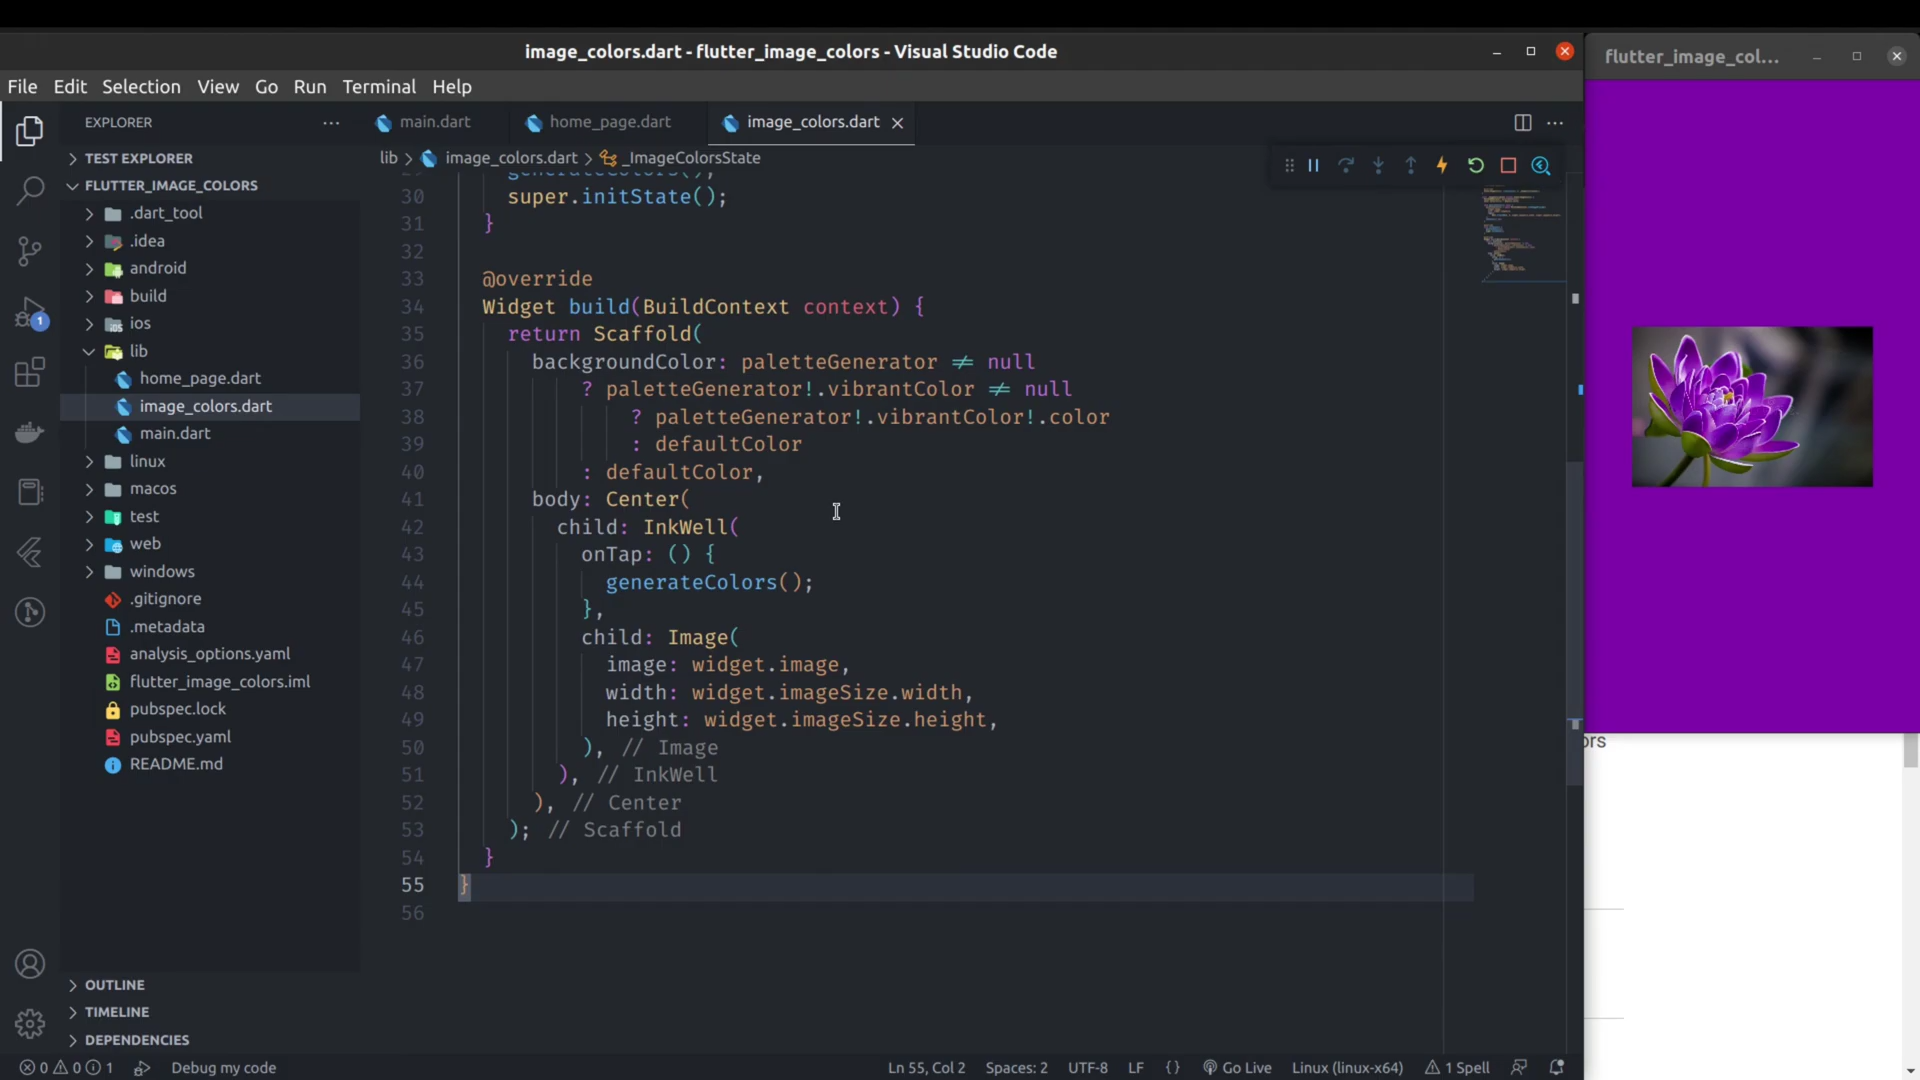 image_colors.dart - flutter_image_colors - Visual Studio Code
flutter_image_col...
File Edit Selection View Go Run Terminal Help
EXPLORER
TEST EXPLORER
FLUTTER_IMAGE_COLORS
.dart_tool
.idea
android
build
ios
lib
home_page.dart
image_colors.dart
main.dart
linux
macos
test
web
windows
.gitignore
.metadata
analysis_options.yaml
flutter_image_colors.iml
pubspec.lock
pubspec.yaml
README.md
OUTLINE
TIMELINE
DEPENDENCIES
main.dart home_page.dart image_colors.dart
lib > image_colors.dart > _ImageColorsState
29 generateColors();
30 super.initState();
31 }
32
33 @override
34 Widget build(BuildContext context) {
35 return Scaffold(
36 backgroundColor: paletteGenerator ≠ null
37 ? paletteGenerator!.vibrantColor ≠ null
38 ? paletteGenerator!.vibrantColor!.color
39 : defaultColor
40 : defaultColor,
41 body: Center(
42 child: InkWell(
43 onTap: () {
44 generateColors();
45 },
46 child: Image(
47 image: widget.image,
48 width: widget.imageSize.width,
49 height: widget.imageSize.height,
50 ), // Image
51 ), // InkWell
52 ), // Center
53 ); // Scaffold
54 }
55 }
56
1
ors
0 0 1 Debug my code Ln 55, Col 2 Spaces: 2 UTF-8 LF {} Go Live Linux (linux-x64) 1 Spell